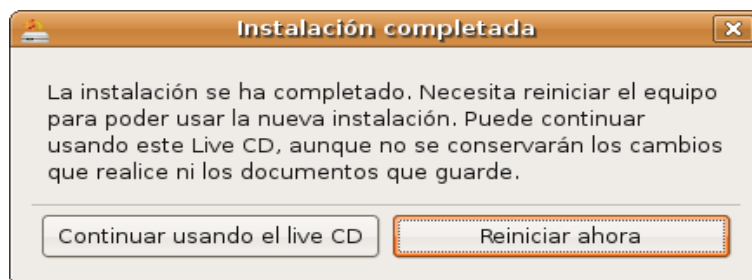 Instalación completada
La instalación se ha completado. Necesita reiniciar el equipo
para poder usar la nueva instalación. Puede continuar
usando este Live CD, aunque no se conservarán los cambios
que realice ni los documentos que guarde.
Continuar usando el live CD
Reiniciar ahora